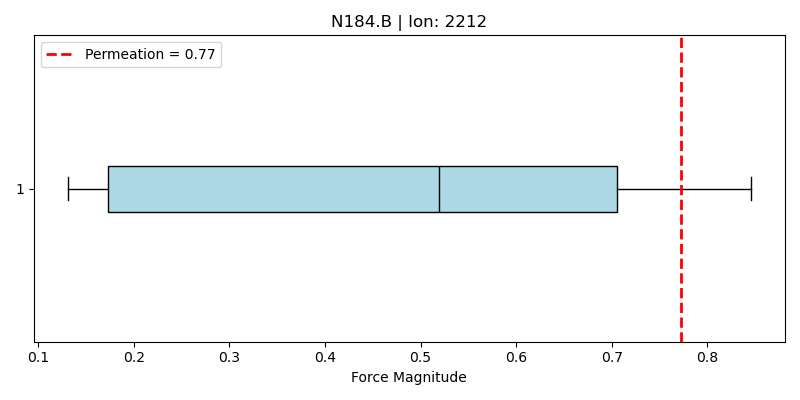 N184.B | Ion: 2212
Permeation = 0.77
1
0.1 0.2 0.3 0.4 0.5 0.6 0.7 0.8
Force Magnitude